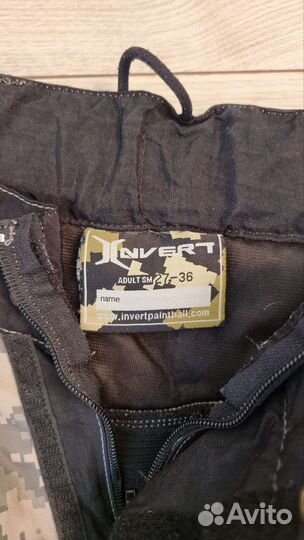 INVERT
ADULT SM 27-36
name
www.invertpaintball.com
Avito